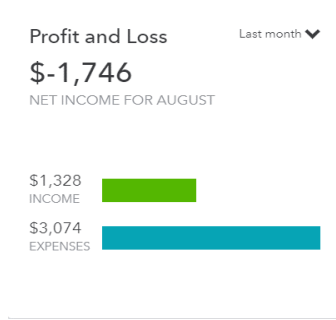 Profit and Loss
Last month
$-1,746
NET INCOME FOR AUGUST
$1,328
INCOME
$3,074
EXPENSES